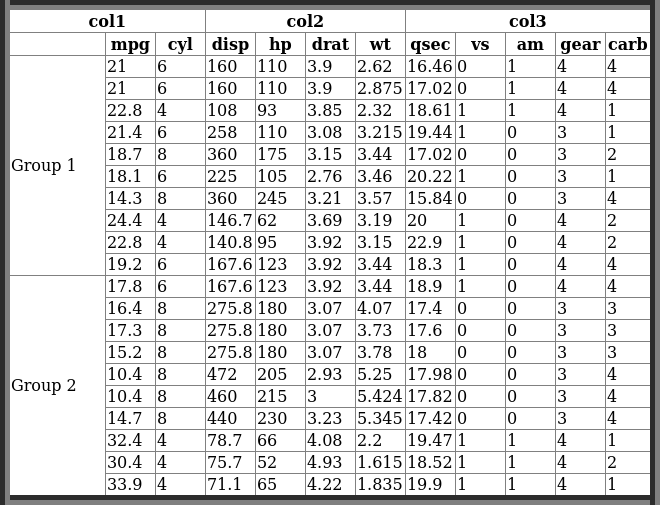 col1 col2 col3
mpg cyl disp hp drat wt qsec vs am gear carb
21 6 160 110 3.9 2.62 16.46 0 1 4 4
21 6 160 110 3.9 2.875 17.02 0 1 4 4
22.8 4 108 93 3.85 2.32 18.61 1 1 4 1
21.4 6 258 110 3.08 3.215 19.44 1 0 3 1
18.7 8 360 175 3.15 3.44 17.02 0 0 3 2
Group 1
18.1 6 225 105 2.76 3.46 20.22 1 0 3 1
14.3 8 360 245 3.21 3.57 15.84 0 0 3 4
24.4 4 146.7 62 3.69 3.19 20 1 0 4 2
22.8 4 140.8 95 3.92 3.15 22.9 1 0 4 2
19.2 6 167.6 123 3.92 3.44 18.3 1 0 4 4
17.8 6 167.6 123 3.92 3.44 18.9 1 0 4 4
16.4 8 275.8 180 3.07 4.07 17.4 0 0 3 3
17.3 8 275.8 180 3.07 3.73 17.6 0 0 3 3
15.2 8 275.8 180 3.07 3.78 18 0 0 3 3
10.4 8 472 205 2.93 5.25 17.98 0 0 3 4
Group 2
10.4 8 460 215 3 5.424 17.82 0 0 3 4
14.7 8 440 230 3.23 5.345 17.42 0 0 3 4
32.4 4 78.7 66 4.08 2.2 19.47 1 1 4 1
30.4 4 75.7 52 4.93 1.615 18.52 1 1 4 2
33.9 4 71.1 65 4.22 1.835 19.9 1 1 4 1